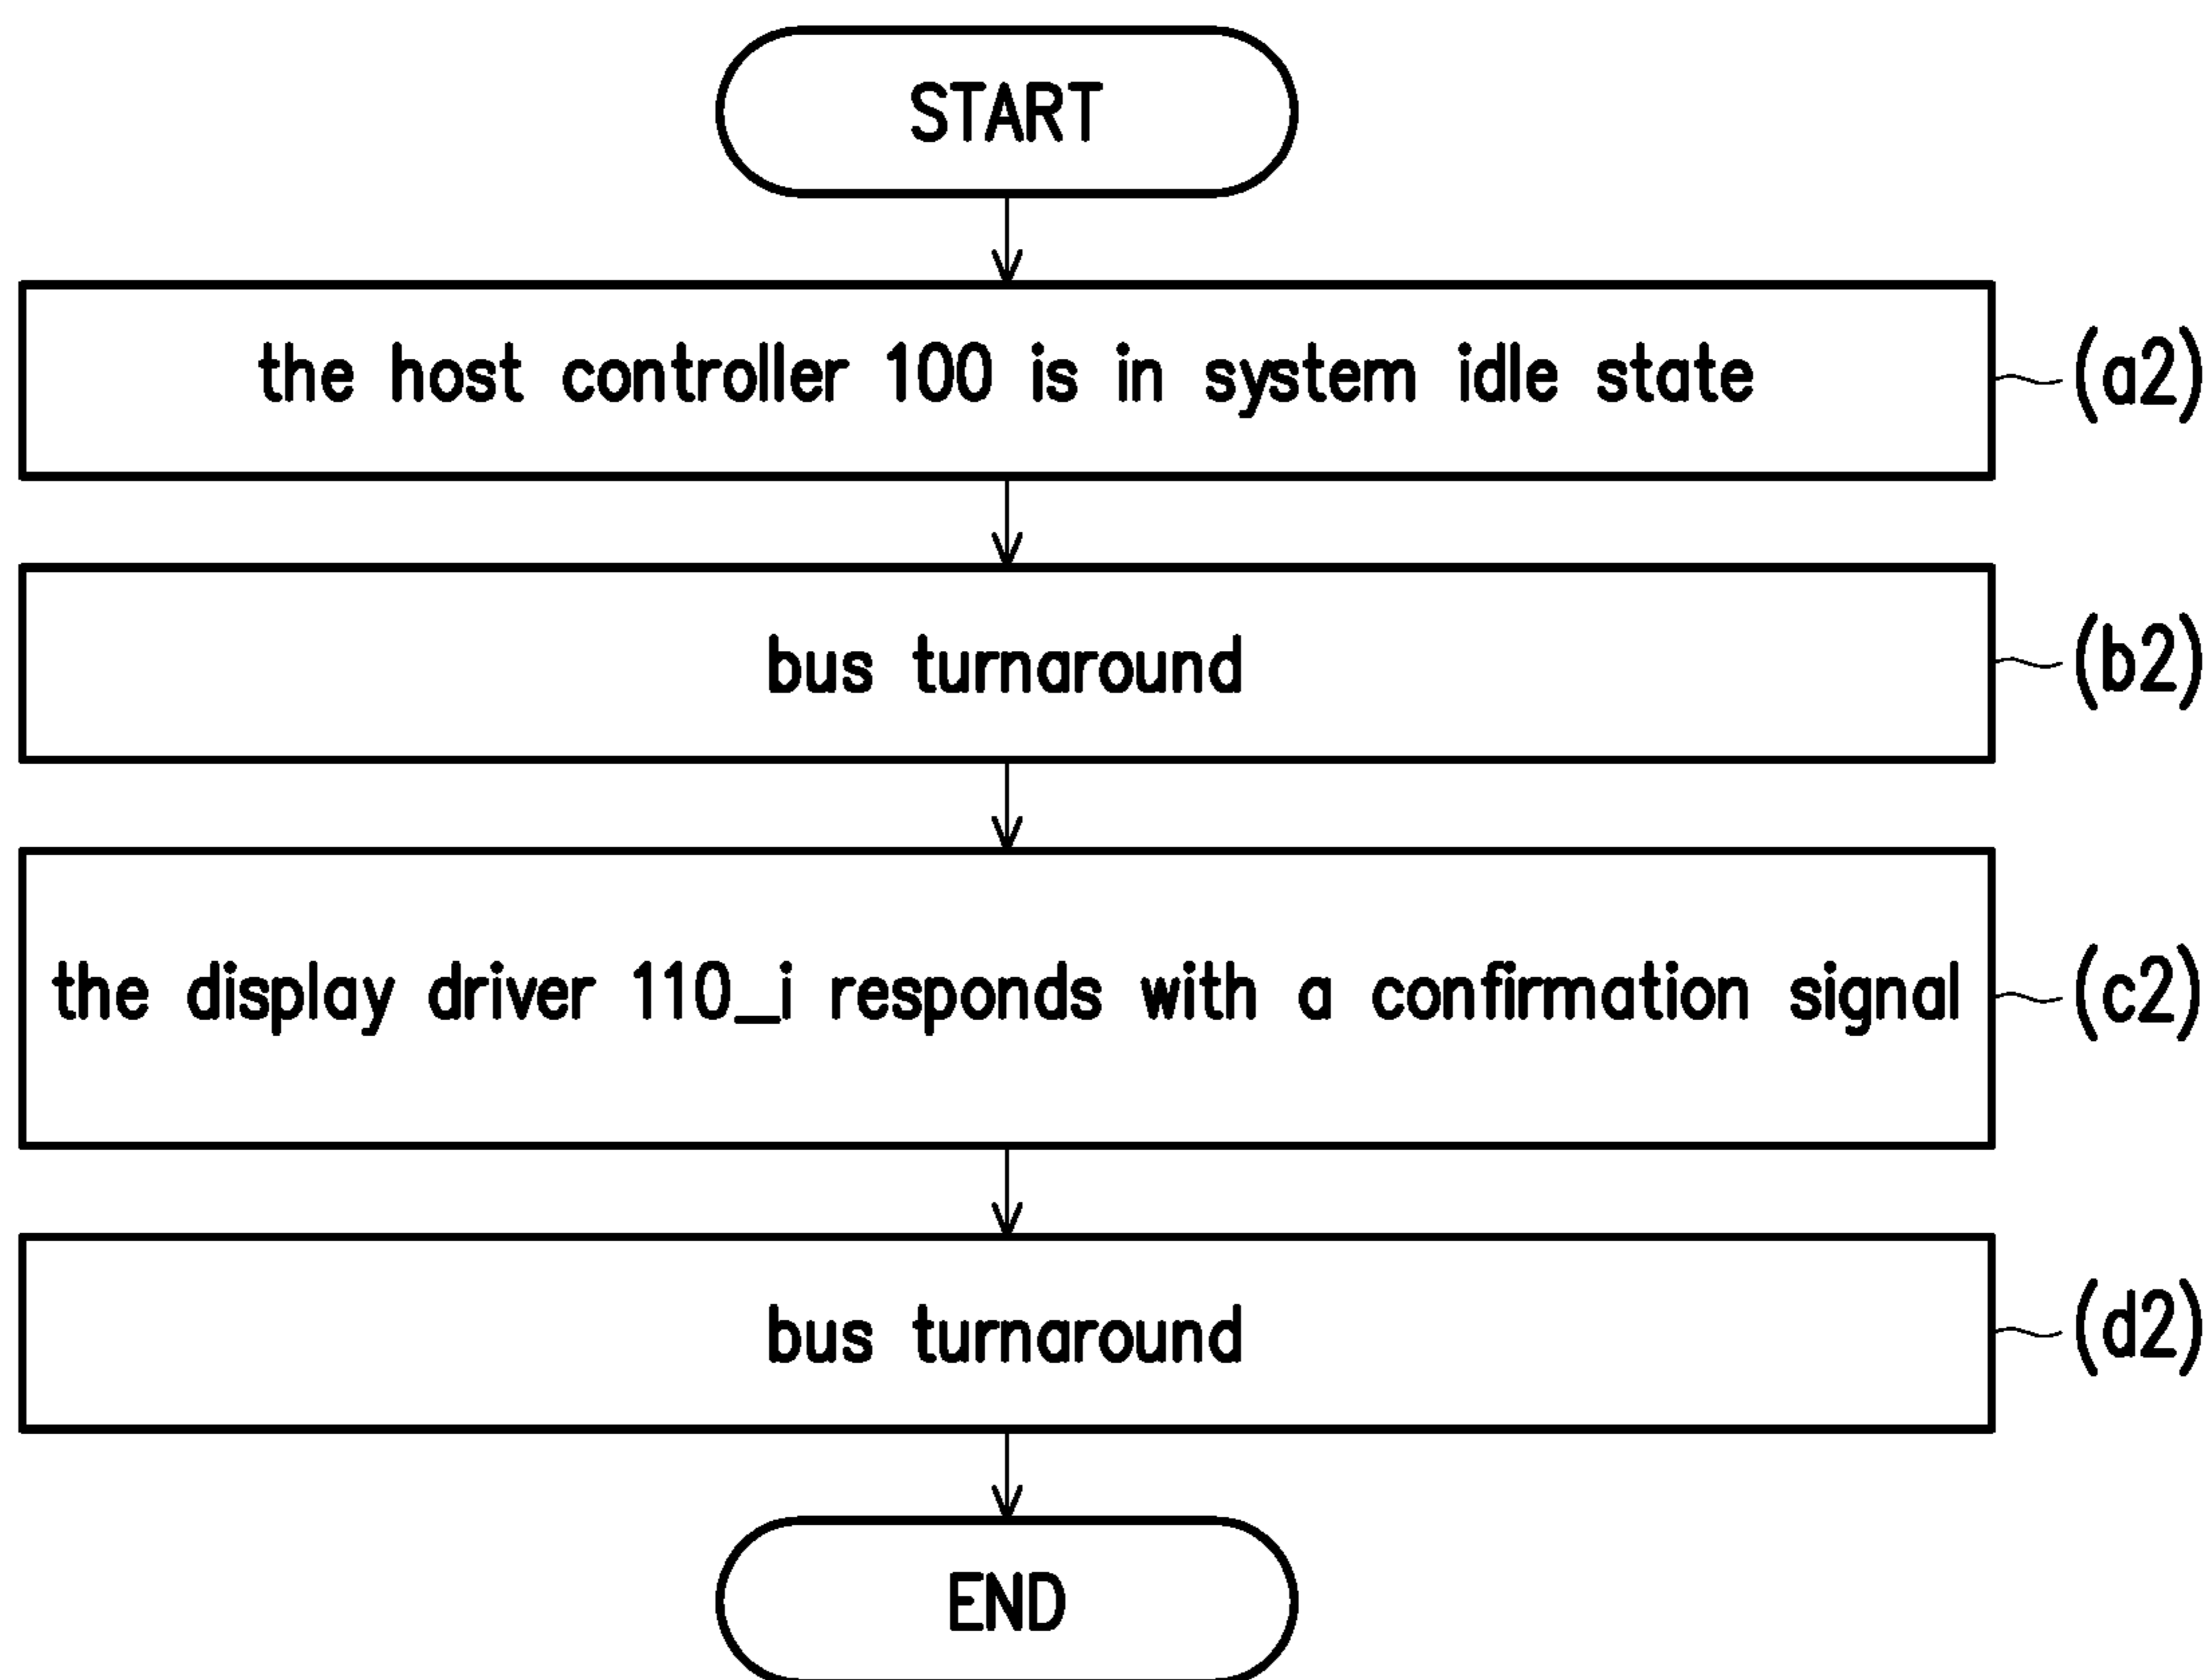 START
the host controller 100 is in system idle state
(a2)
bus turnaround
(b2)
the display driver 110_i responds with a confirmation signal
(c2)
bus turnaround
(d2)
END